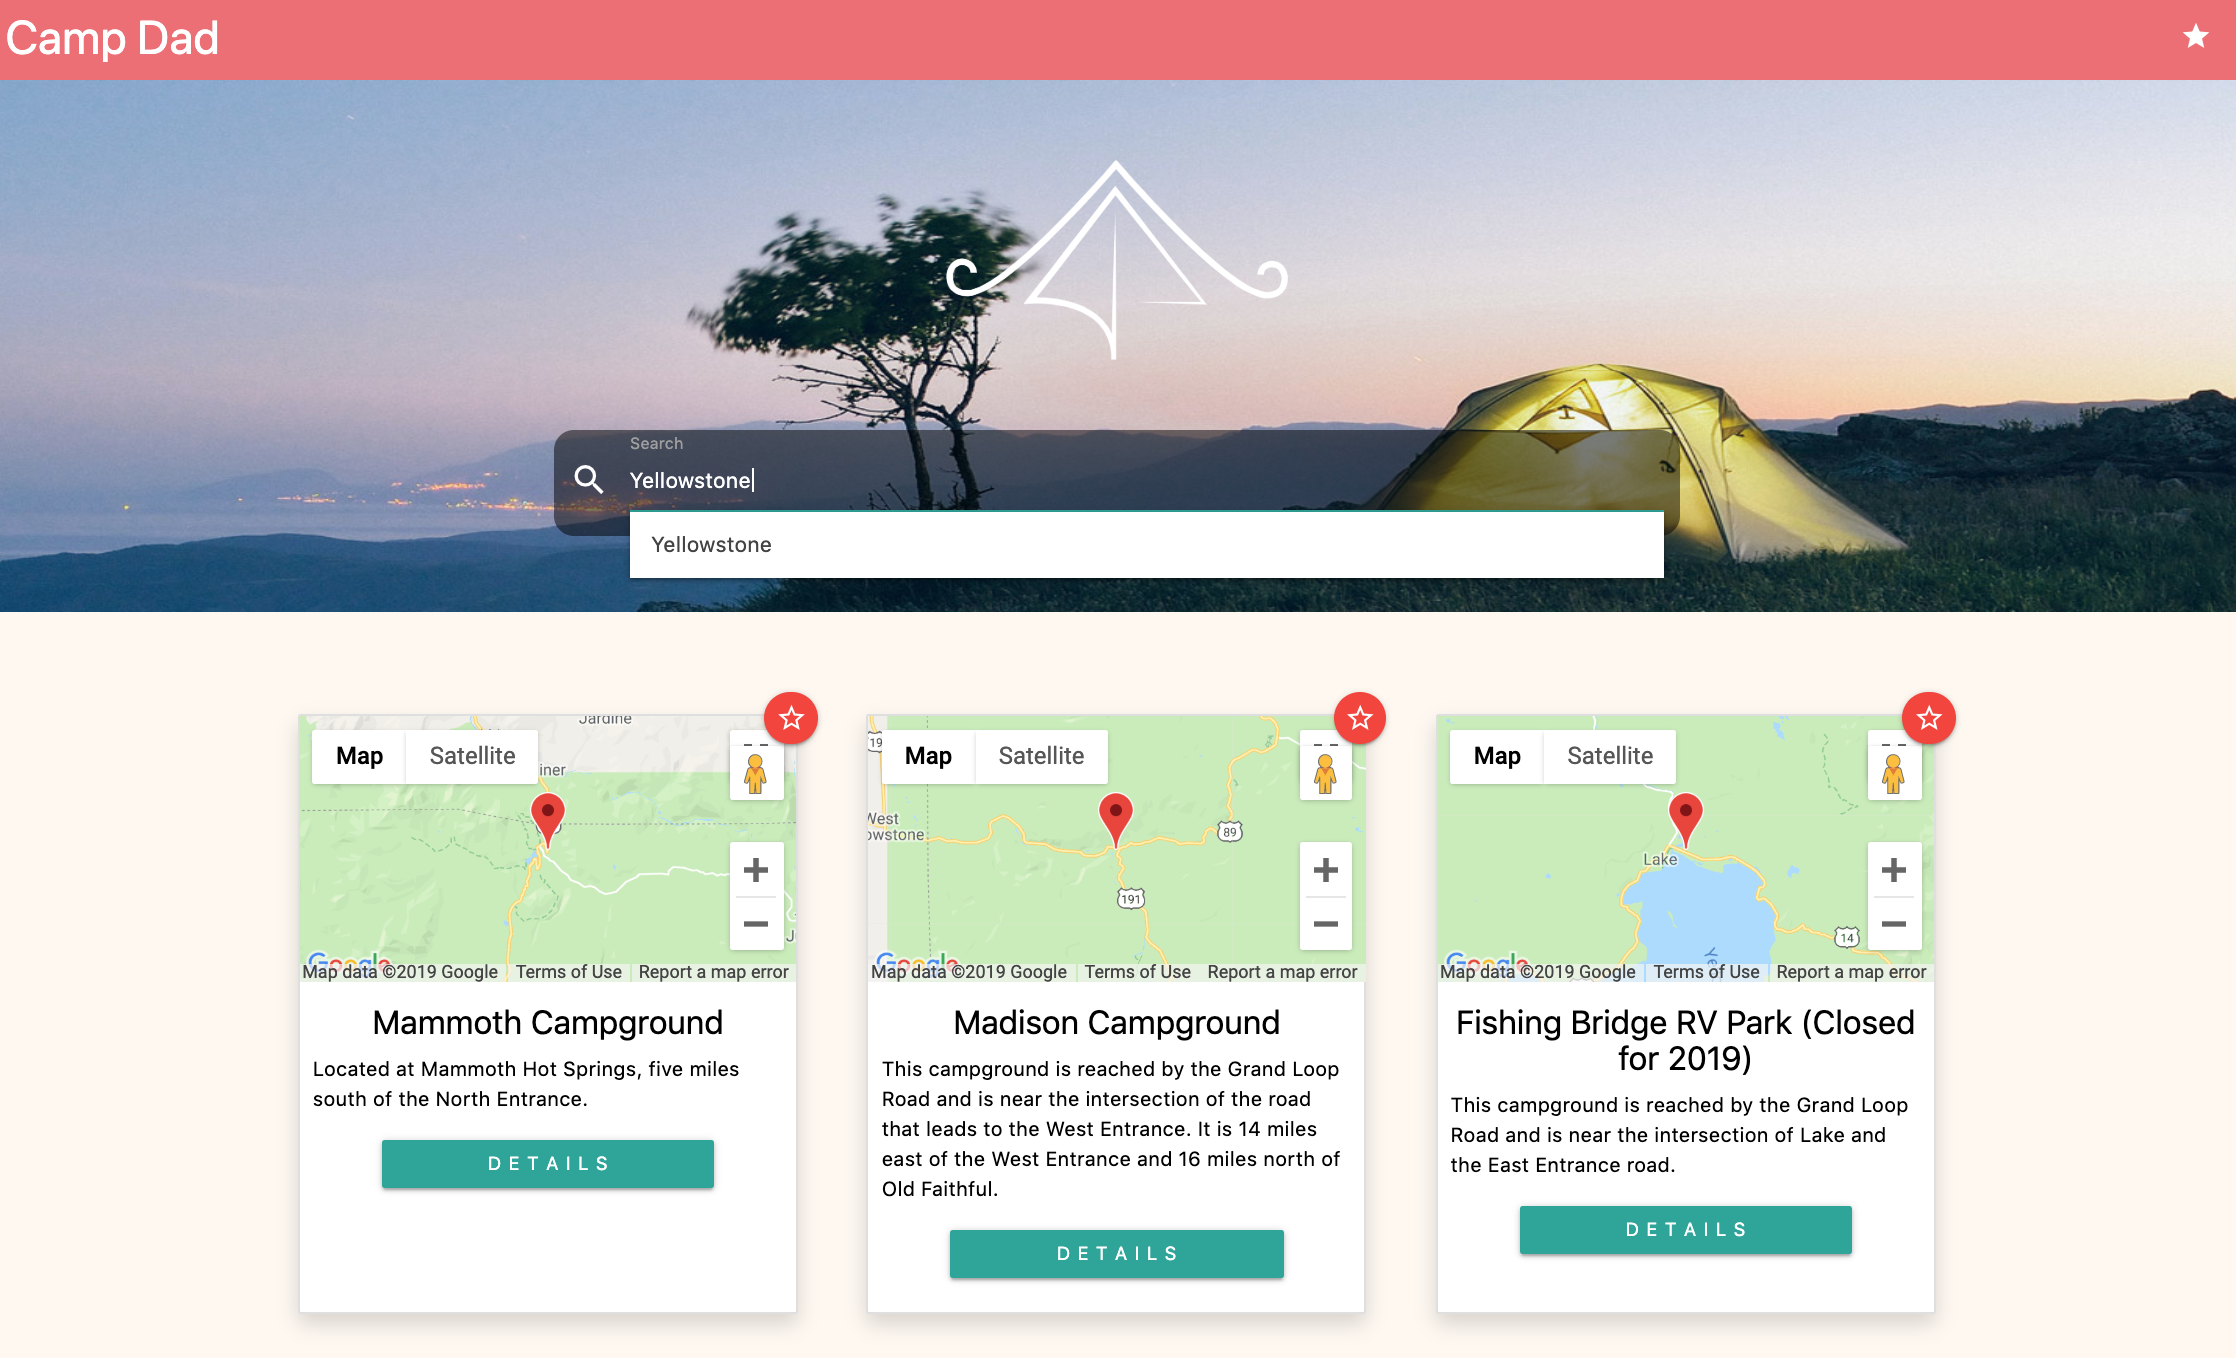 Camp Dad
Search
Yellowstone
Yellowstone
Jardine
Map Satellite
iner
Google
Map data ©2019 Google Terms of Use Report a map error
Mammoth Campground
Located at Mammoth Hot Springs, five miles
south of the North Entrance.
DETAILS
19
Map Satellite
West
owstone
89
191
Google
Map data ©2019 Google Terms of Use Report a map error
Madison Campground
This campground is reached by the Grand Loop
Road and is near the intersection of the road
that leads to the West Entrance. It is 14 miles
east of the West Entrance and 16 miles north of
Old Faithful.
DETAILS
Map Satellite
Lake
14
Ye
Google
Map data ©2019 Google Terms of Use Report a map error
Fishing Bridge RV Park (Closed
for 2019)
This campground is reached by the Grand Loop
Road and is near the intersection of Lake and
the East Entrance road.
DETAILS